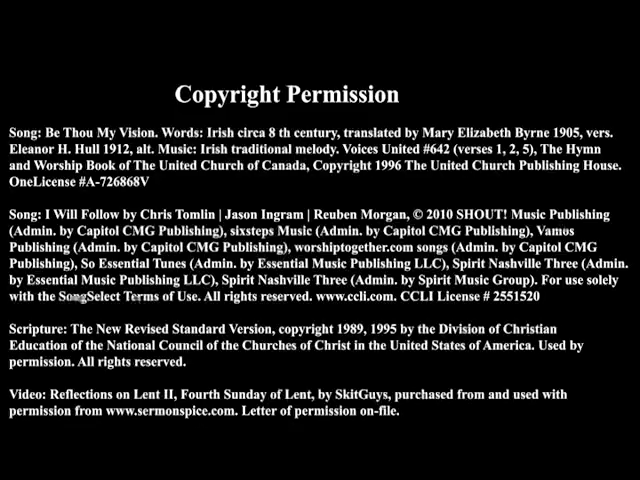 Copyright Permission
Song: Be Thou My Vision. Words: Irish circa 8 th century, translated by Mary Elizabeth Byrne 1905, vers.
Eleanor H. Hull 1912, alt. Music: Irish traditional melody. Voices United #642 (verses 1, 2, 5), The Hymn
and Worship Book of The United Church of Canada, Copyright 1996 The United Church Publishing House.
OneLicense #A-726868V
Song: I Will Follow by Chris Tomlin | Jason Ingram | Reuben Morgan, © 2010 SHOUT! Music Publishing
(Admin. by Capitol CMG Publishing), sixsteps Music (Admin. by Capitol CMG Publishing), Vamos
Publishing (Admin. by Capitol CMG Publishing), worshiptogether.com songs (Admin. by Capitol CMG
Publishing), So Essential Tunes (Admin. by Essential Music Publishing LLC), Spirit Nashville Three (Admin.
by Essential Music Publishing LLC), Spirit Nashville Three (Admin. by Spirit Music Group). For use solely
with the SongSelect Terms of Use. All rights reserved. www.ccli.com. CCLI License # 2551520
Scripture: The New Revised Standard Version, copyright 1989, 1995 by the Division of Christian
Education of the National Council of the Churches of Christ in the United States of America. Used by
permission. All rights reserved.
Video: Reflections on Lent II, Fourth Sunday of Lent, by SkitGuys, purchased from and used with
permission from www.sermonspice.com. Letter of permission on-file.